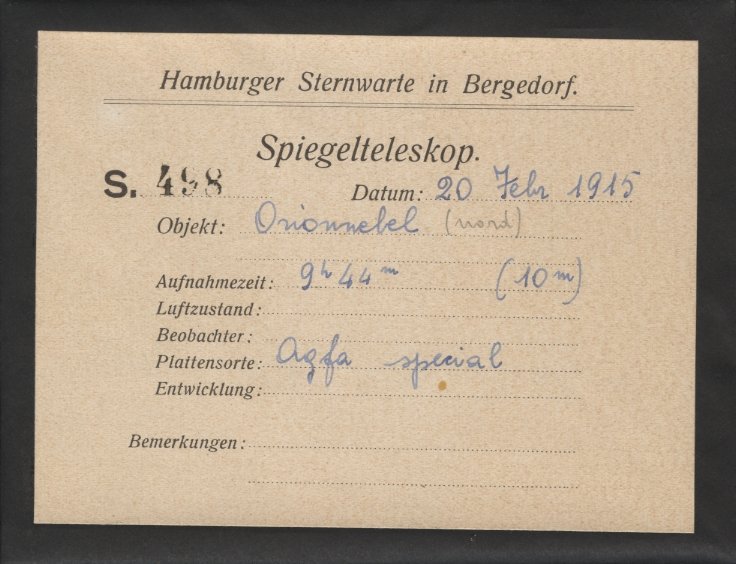 Hamburger Sternwarte in Bergedorf.
Spiegelteleskop.
S. 498 Datum: 20 Febr 1915
Objekt: Orionnebel (nord)
Aufnahmezeit: 9h 44m (10m)
Luftzustand:
Beobachter:
Plattensorte: Agfa special
Entwicklung:
Bemerkungen: